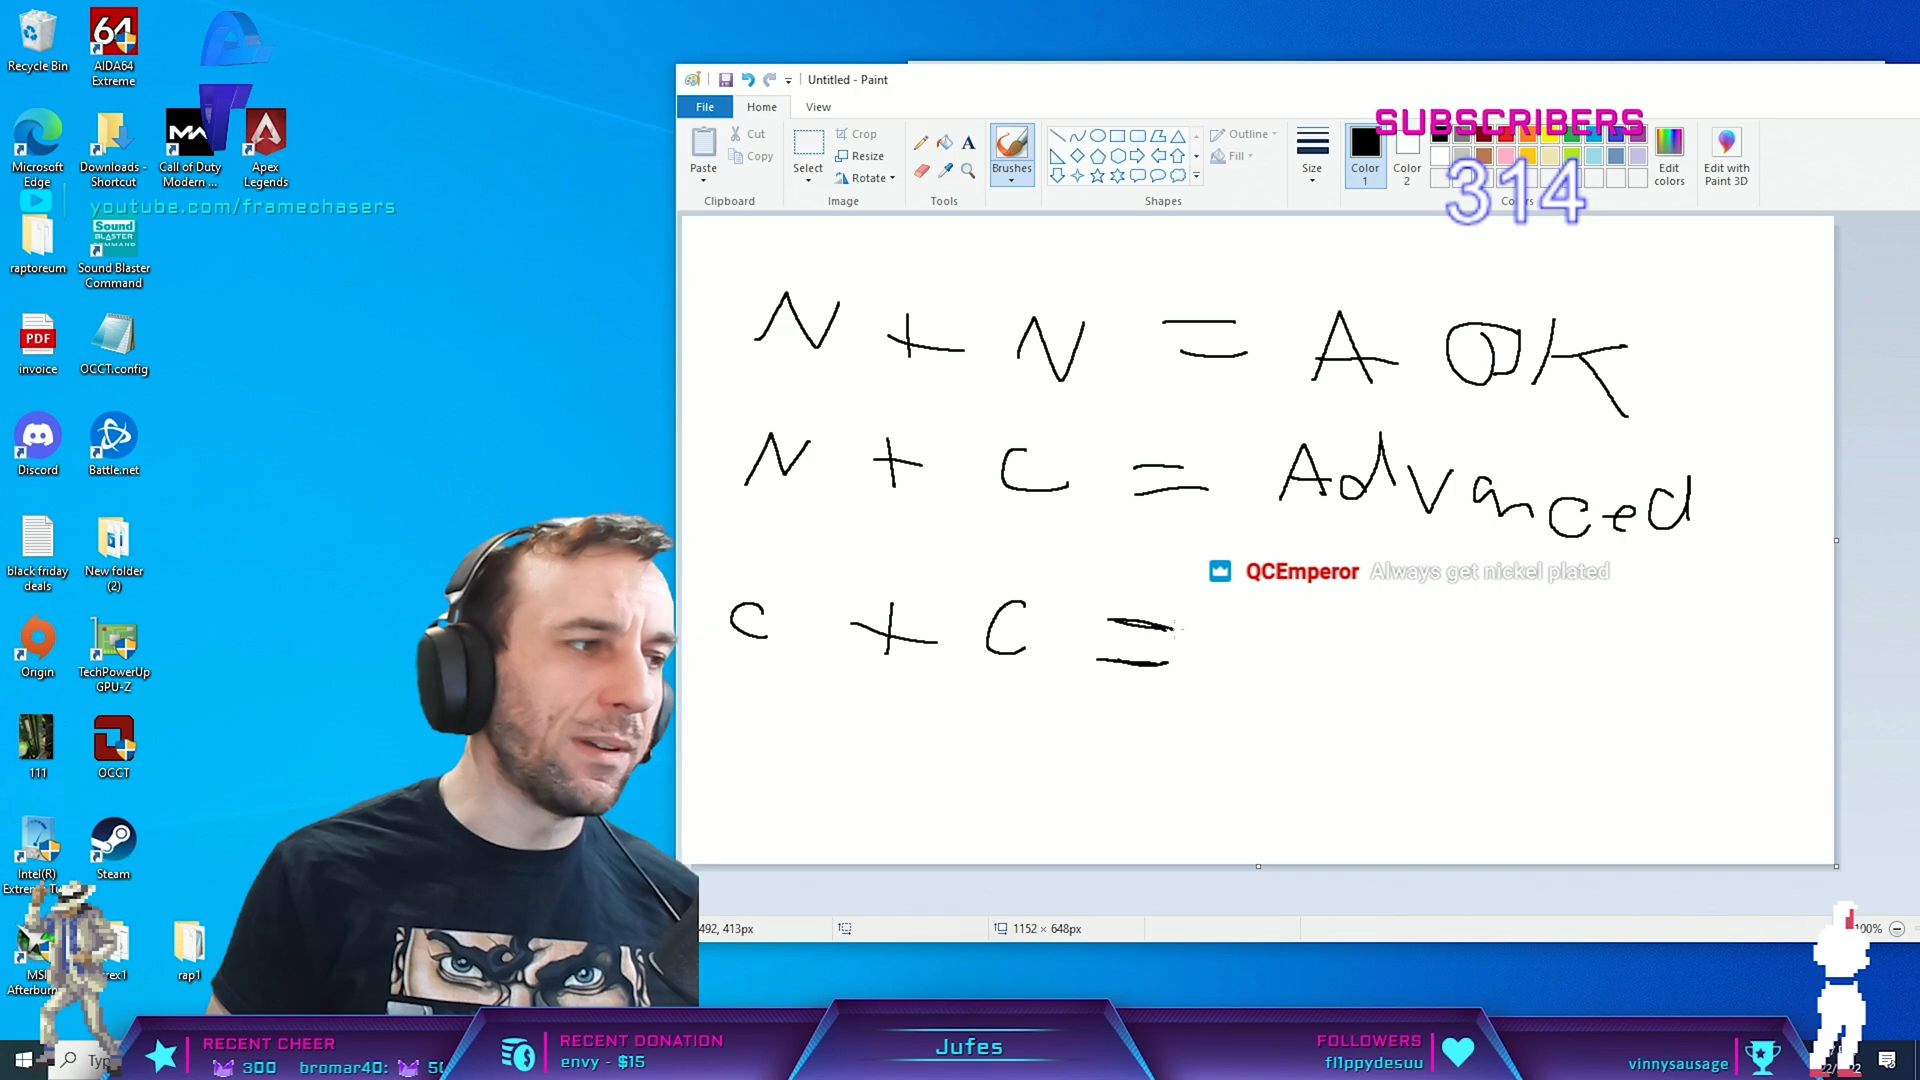 Recycle Bin
AIDA64 Extreme
Microsoft Edge
Downloads - Shortcut
Call of Duty Modern ...
Apex Legends
youtube.com/framechasers
raptoreum
Sound Blaster Command
invoice
OCCT.config
Discord
Battle.net
black friday deals
New folder (2)
Origin
TechPowerUp GPU-Z
111
OCCT
Intel(R)
Steam
MSI Afterburn
rex1
rap1
Untitled - Paint
File Home View
Paste
Cut
Copy
Clipboard
Select
Crop
Resize
Rotate
Image
Tools
Brushes
Shapes
Outline
Fill
Size
Color 1
Color 2
Edit colors
Edit with Paint 3D
SUBSCRIBERS
314
N + N = A OK
N + C = Advanced
QCEmperor Always get nickel plated
C + C =
492, 413px
1152 × 648px
100%
RECENT CHEER
300 bromar40:
RECENT DONATION
envy - $15
Jufes
FOLLOWERS
fl1ppydesuu
vinnysausage